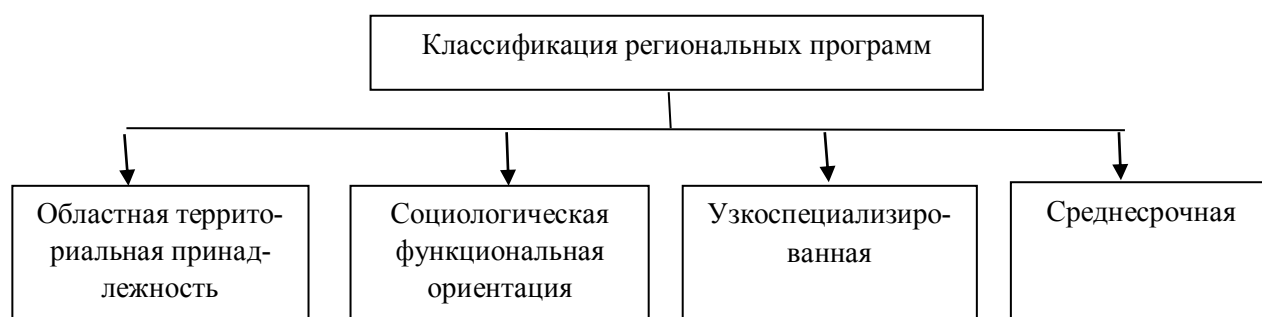 Классификация региональных программ
Областная террито-
риальная принад-
лежность
Социологическая
функциональная
ориентация
Узкоспециализиро-
ванная
Среднесрочная